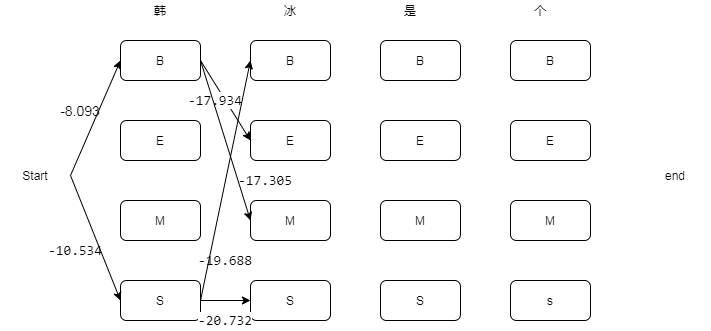 韩 冰 是 个
B B B B
-8.093 -17.934
E E E E
Start -17.305 end
M M M M
-10.534 -19.688
S S S s
-20.732